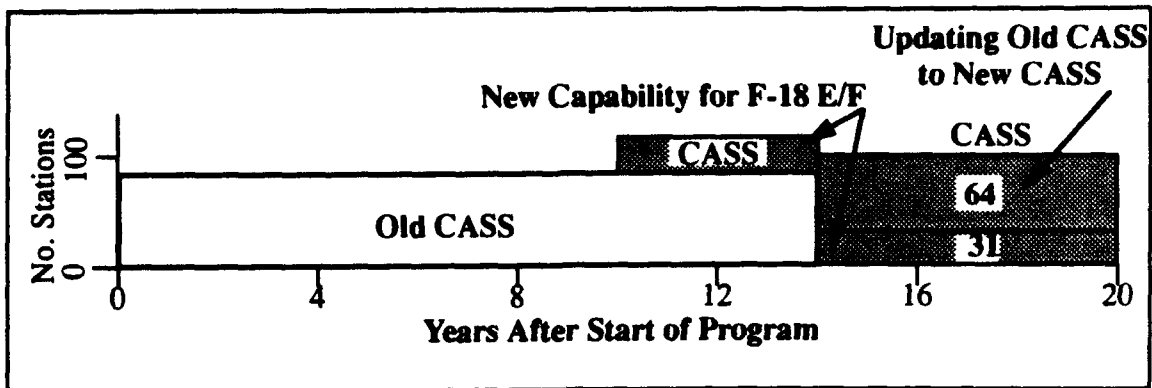 Updating Old CASS
to New CASS
New Capability for F-18 E/F
CASS
CASS
No. Stations
100
0
64
Old CASS
31
0
4
8
12
16
20
Years After Start of Program